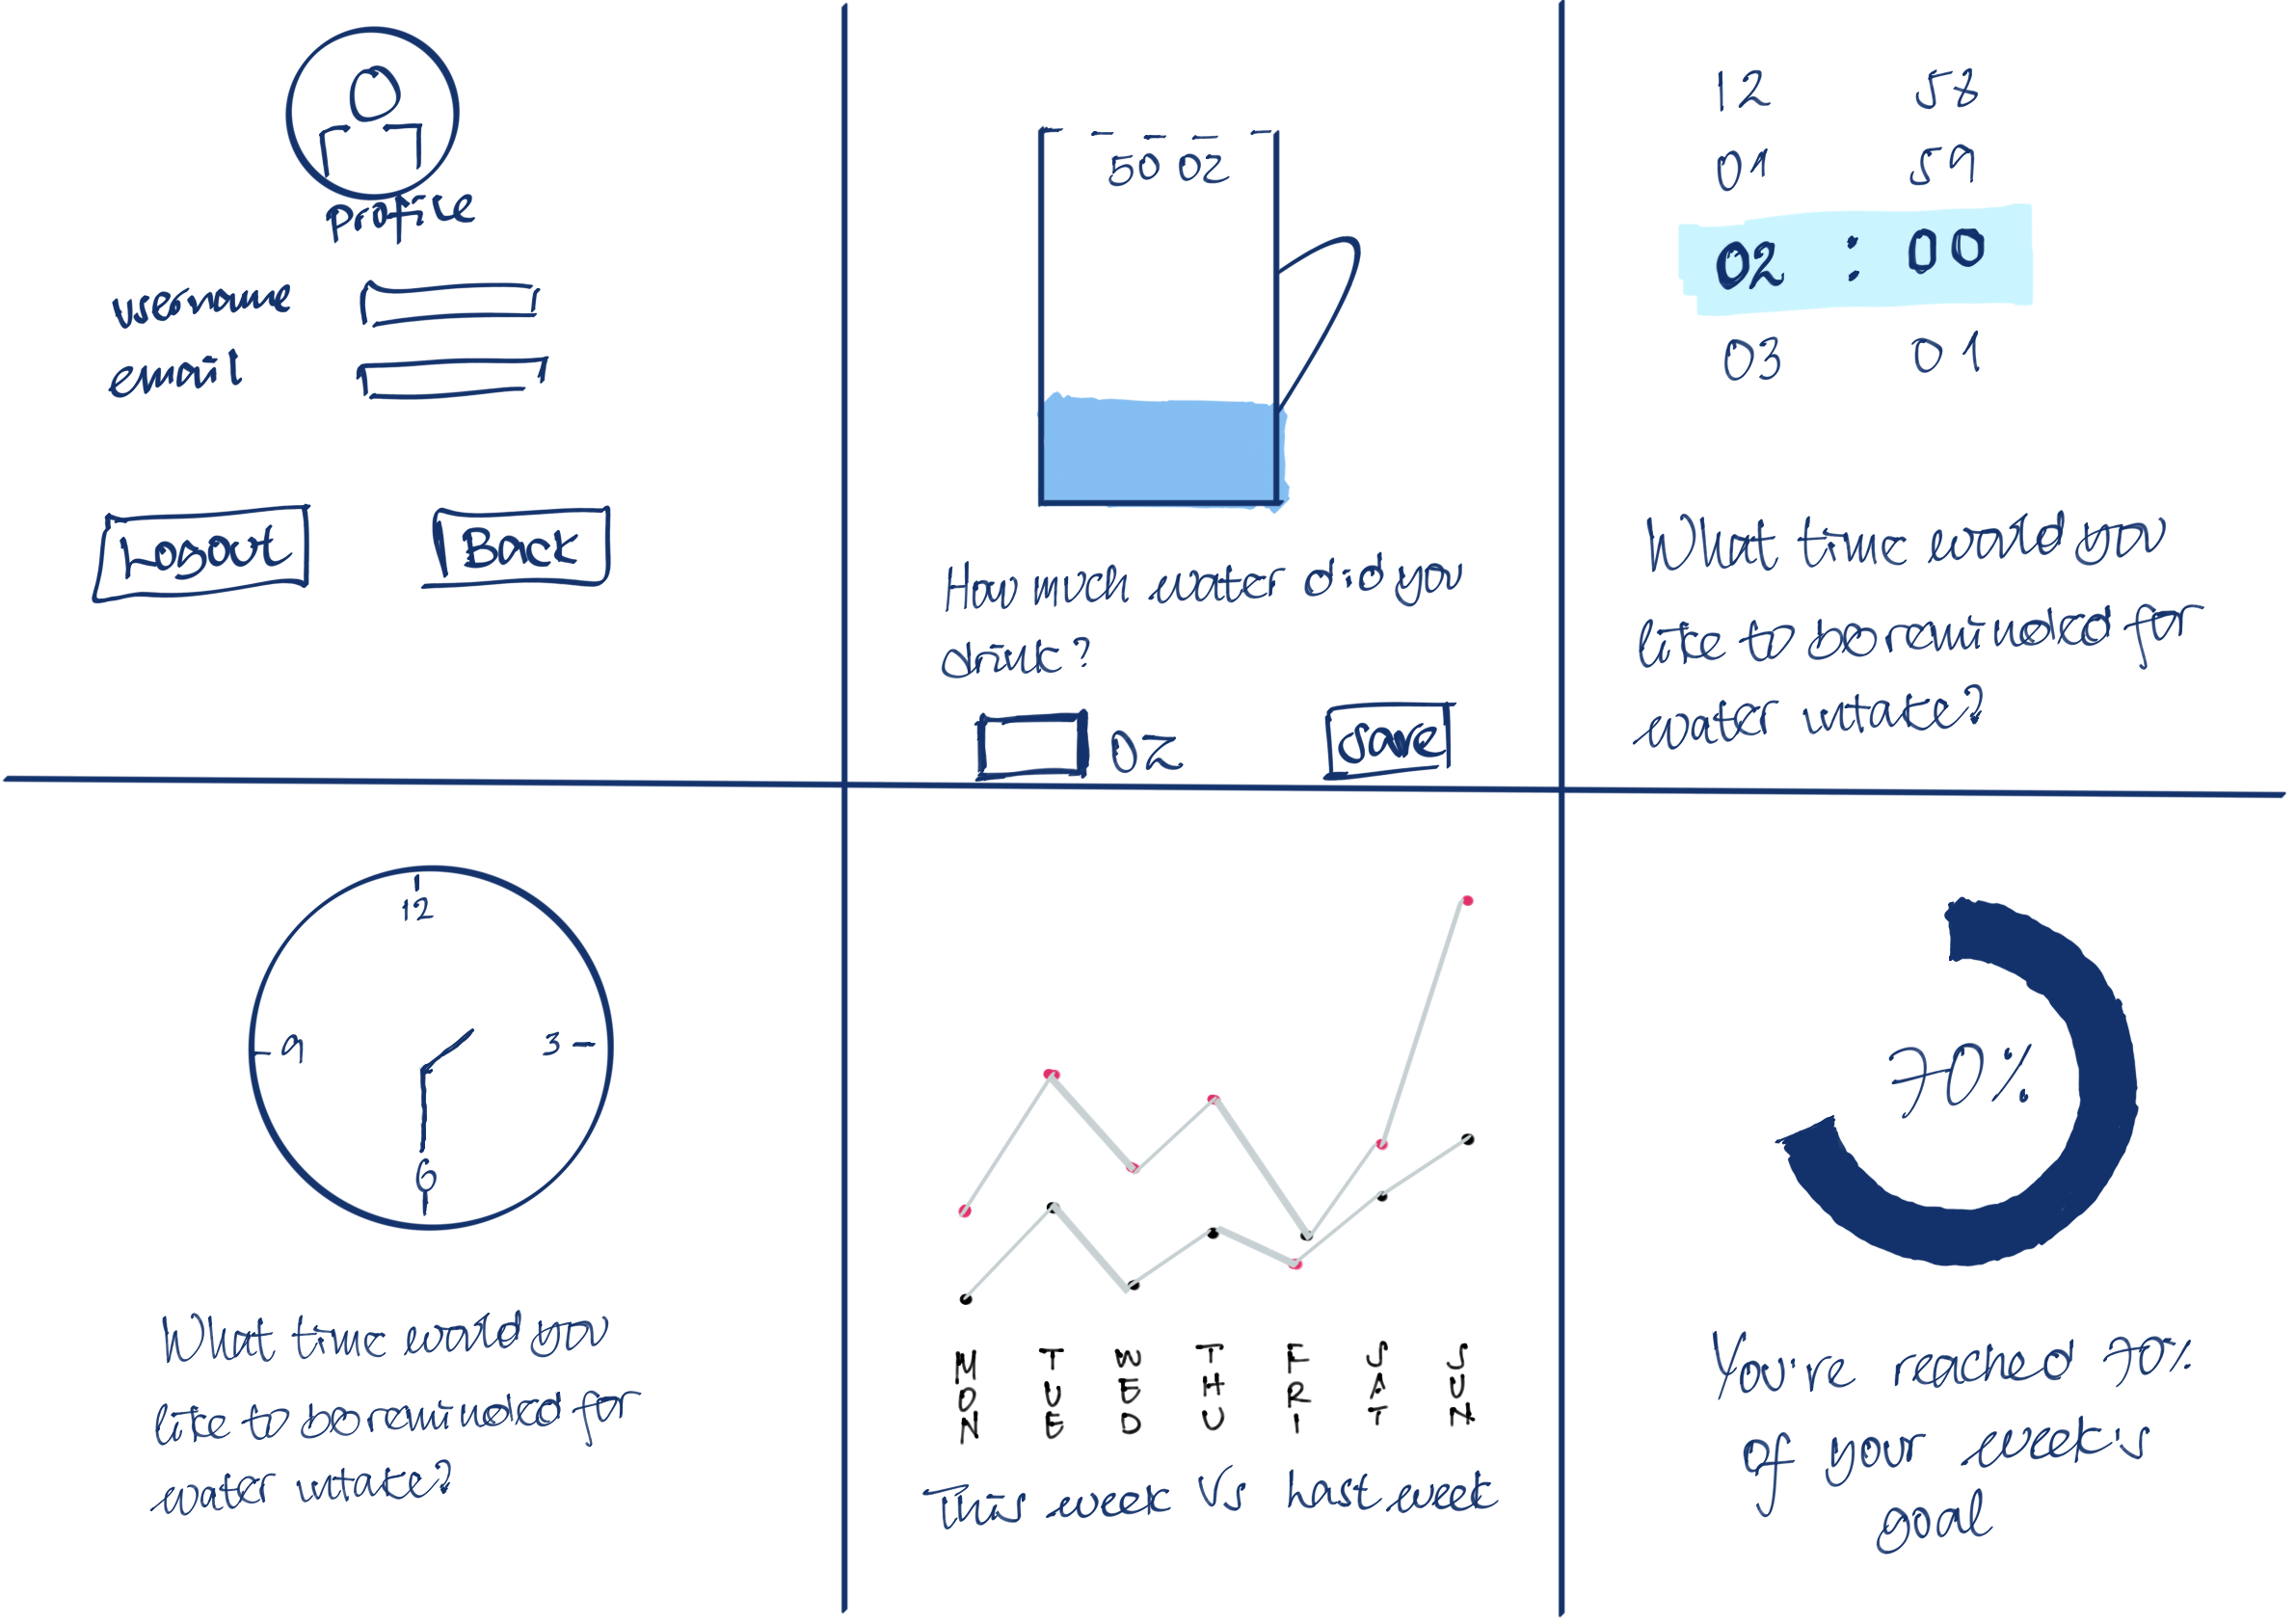 Profile
username
email
Logout
Back
50 oz
How much water did you
drink?
oz
save
12 58
01 59
02 : 00
03 01
What time would you
like to be reminded for
water intake?
12
9
3
6
What time would you
like to be reminded for
water intake?
MON TUE WED THU FRI SAT SUN
This week Vs last week
70%
You're reached 70%
of your week's
goal